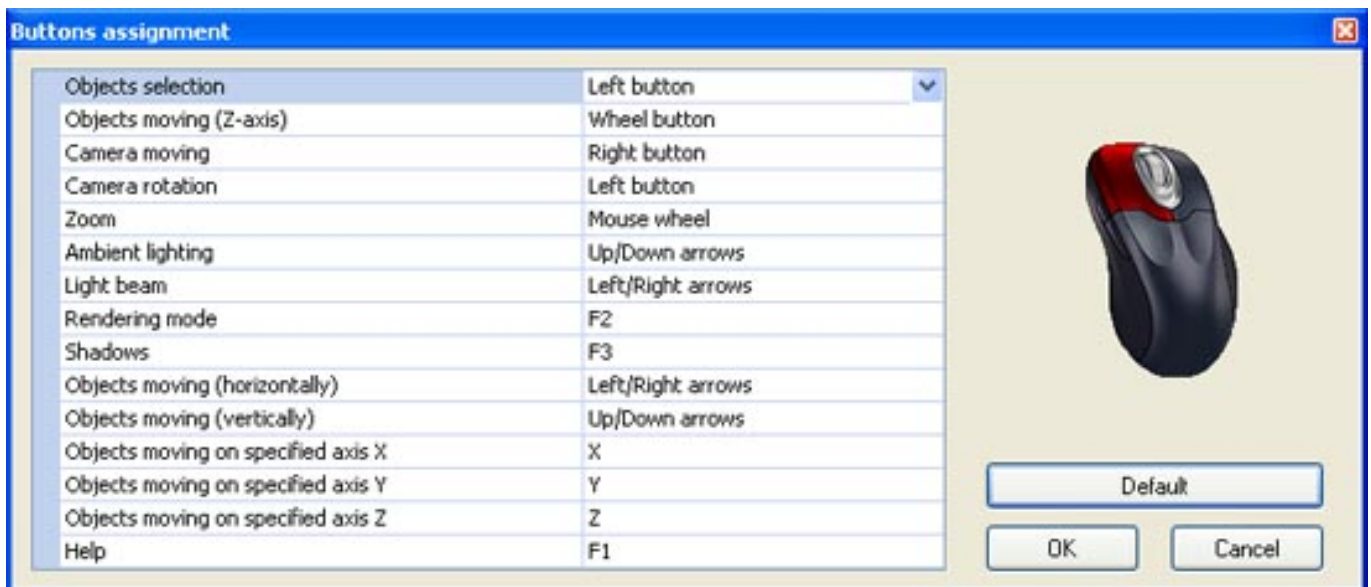 Buttons assignment
Objects selection Left button
Objects moving (Z-axis) Wheel button
Camera moving Right button
Camera rotation Left button
Zoom Mouse wheel
Ambient lighting Up/Down arrows
Light beam Left/Right arrows
Rendering mode F2
Shadows F3
Objects moving (horizontally) Left/Right arrows
Objects moving (vertically) Up/Down arrows
Objects moving on specified axis X X
Objects moving on specified axis Y Y
Objects moving on specified axis Z Z
Help F1
Default
OK Cancel